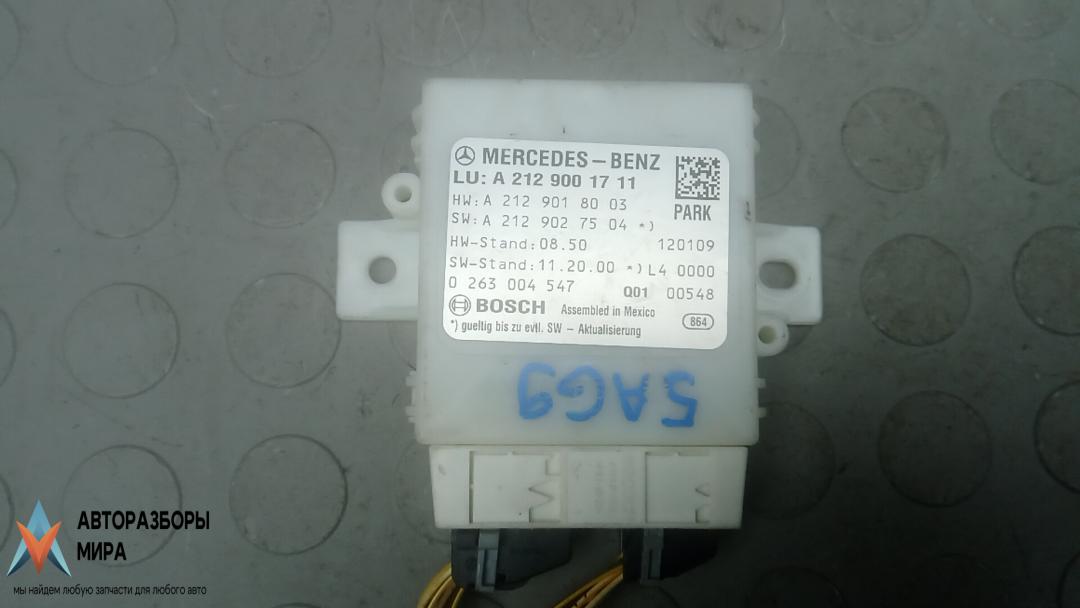 MERCEDES-BENZ
LU: A 212 900 17 11
HW: A 212 901 80 03
SW: A 212 902 75 04 *)
PARK
HW-Stand: 08.50 120109
SW-Stand: 11.20.00 *) L4 0000
0 263 004 547 Q01 00548
BOSCH Assembled in Mexico
*) gueltig bis zu evtl. SW - Aktualisierung
864
5AG9
АВТОРАЗБОРЫ
МИРА
мы найдем любую запчасти для любого авто